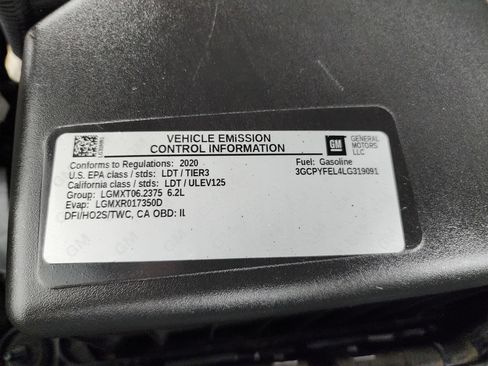 VEHICLE EMISSION
CONTROL INFORMATION
GM
GENERAL
MOTORS
LLC
Conforms to Regulations: 2020
Fuel: Gasoline
U.S. EPA class / stds: LDT / TIER3
3GCPYFEL4LG319091
California class / stds: LDT / ULEV125
Group: LGMXT06.2375 6.2L
Evap: LGMXR017350D
DFI/HO2S/TWC, CA OBD: IL